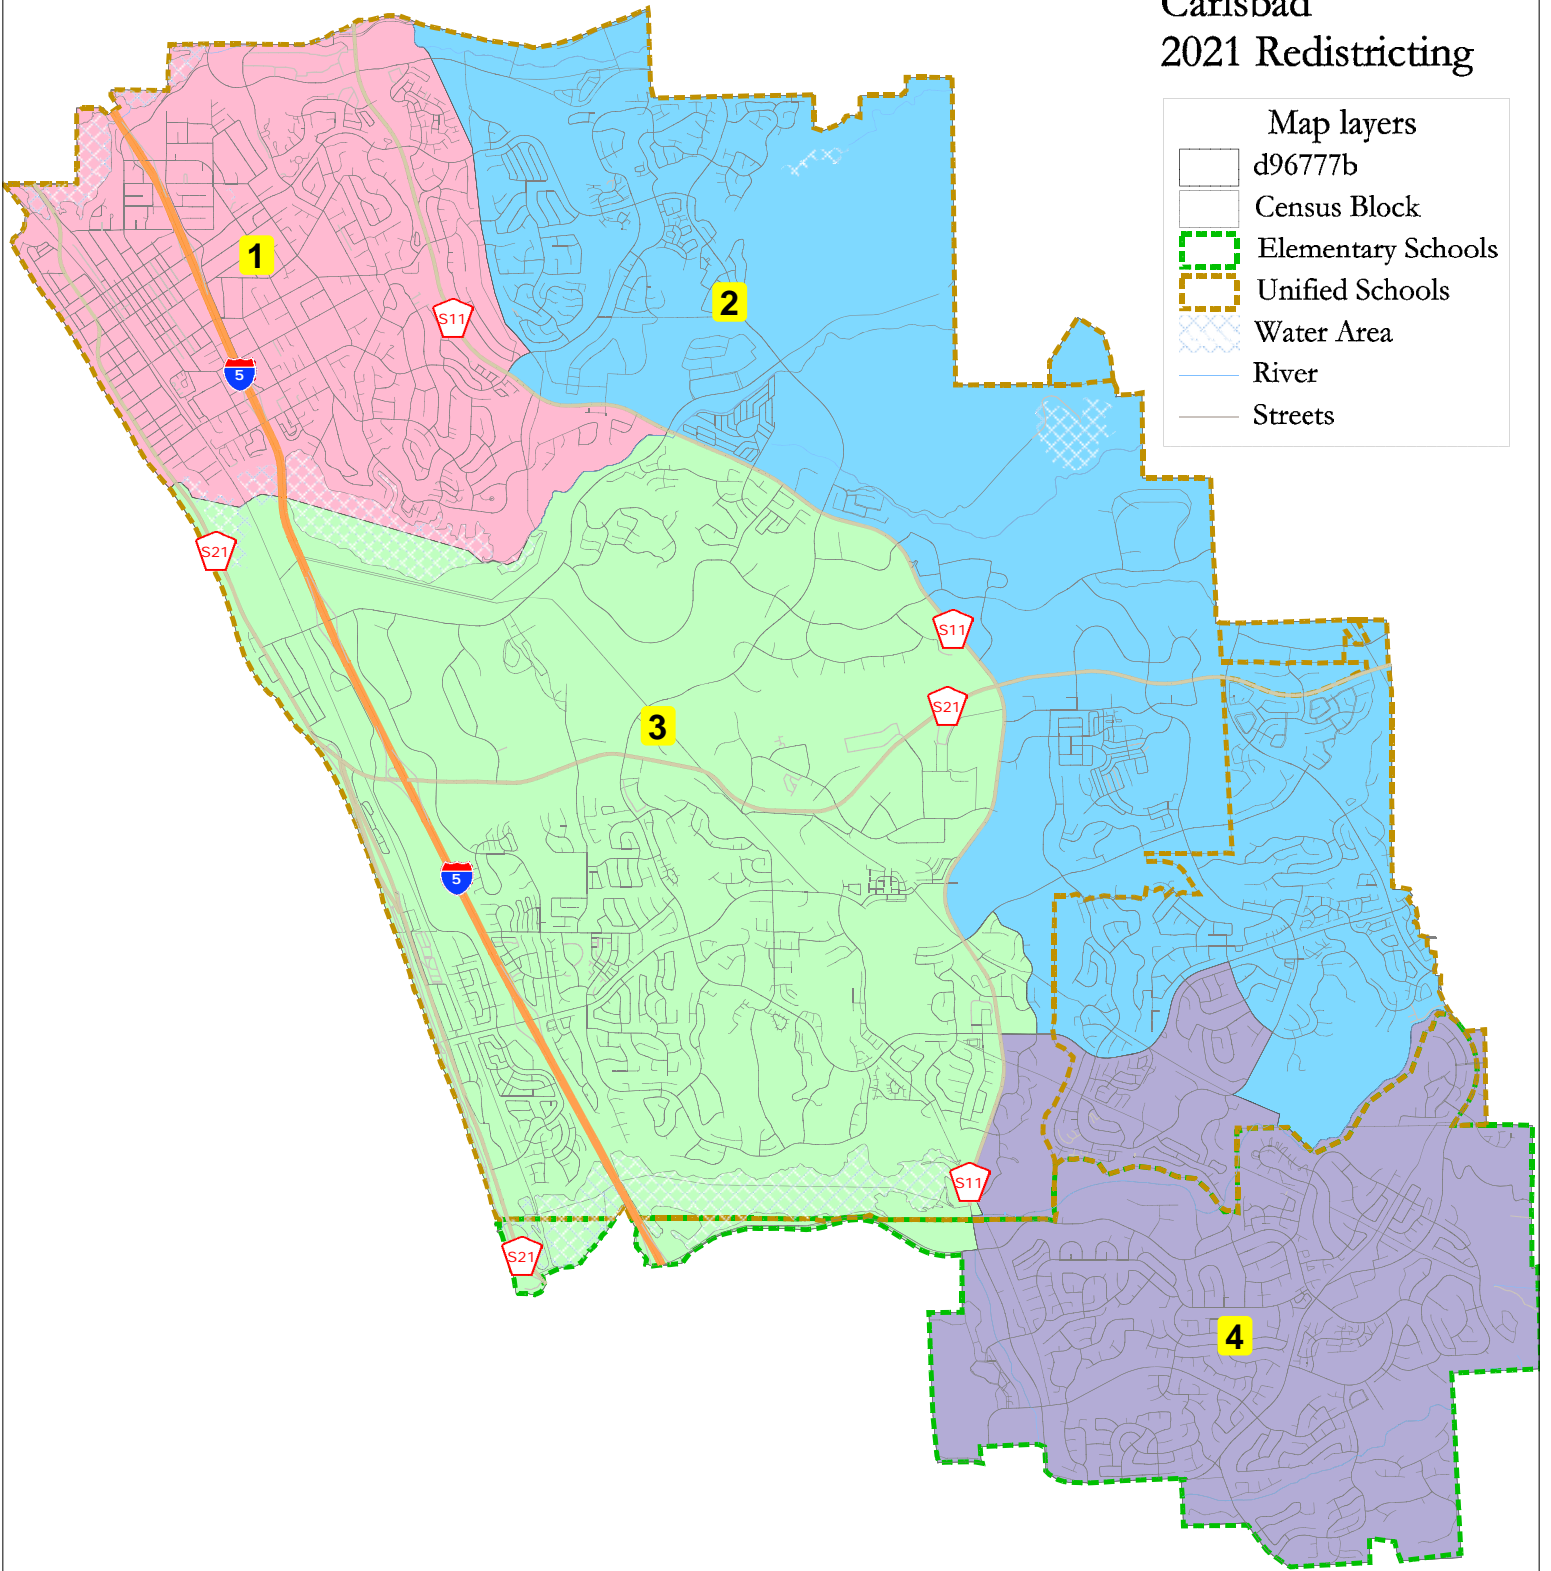 Carlsbad
2021 Redistricting
Map layers
d96777b
Census Block
Elementary Schools
Unified Schools
Water Area
River
Streets
1
2
S11
5
S21
S11
S21
3
5
S11
S21
4